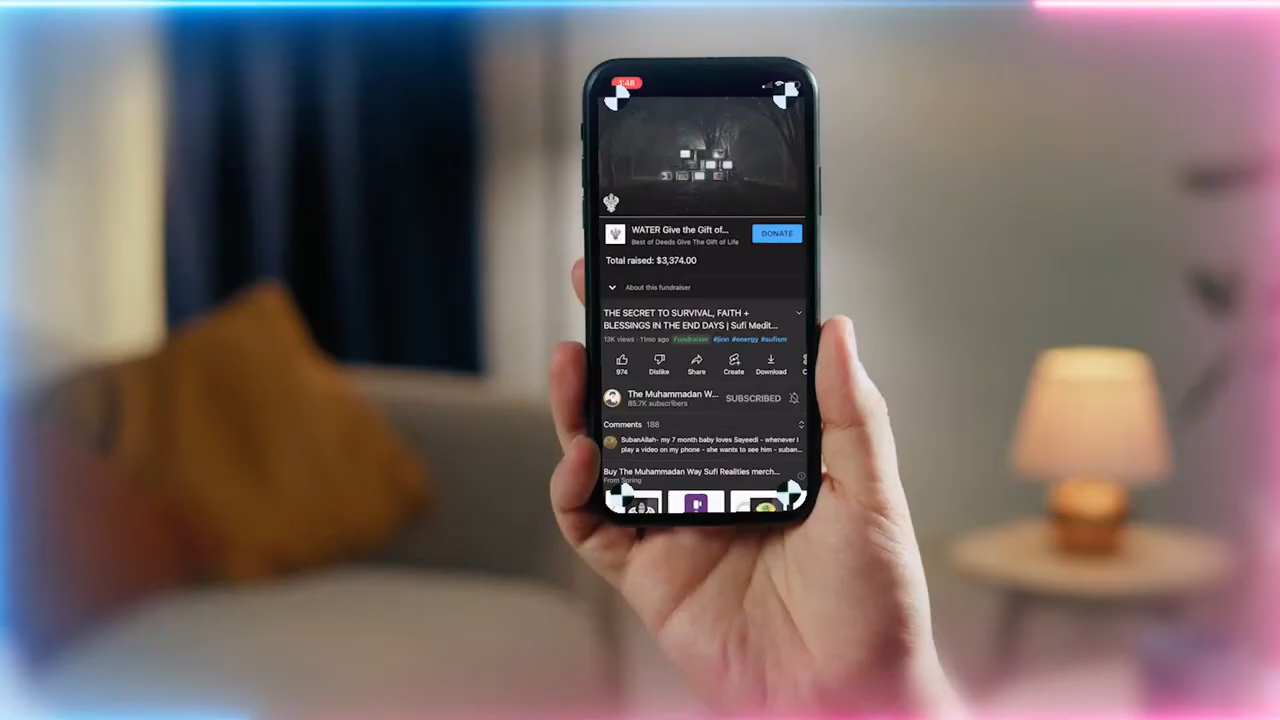 1:48
WATER Give the Gift of...
DONATE
Best of Deeds Give The Gift of Life
Total raised: $3,374.00
About this fundraiser
THE SECRET TO SURVIVAL, FAITH +
BLESSINGS IN THE END DAYS | Sufi Medit...
13K views · 11mo ago Fundraiser #jinn #energy #sufism
974 Dislike Share Create Download C
The Muhammadan W...
SUBSCRIBED
85.7K subscribers
Comments 188
SubanAllah- my 7 month baby loves Sayeedi - whenever I
play a video on my phone - she wants to see him - suban...
Buy The Muhammadan Way Sufi Realities merch...
From Spring